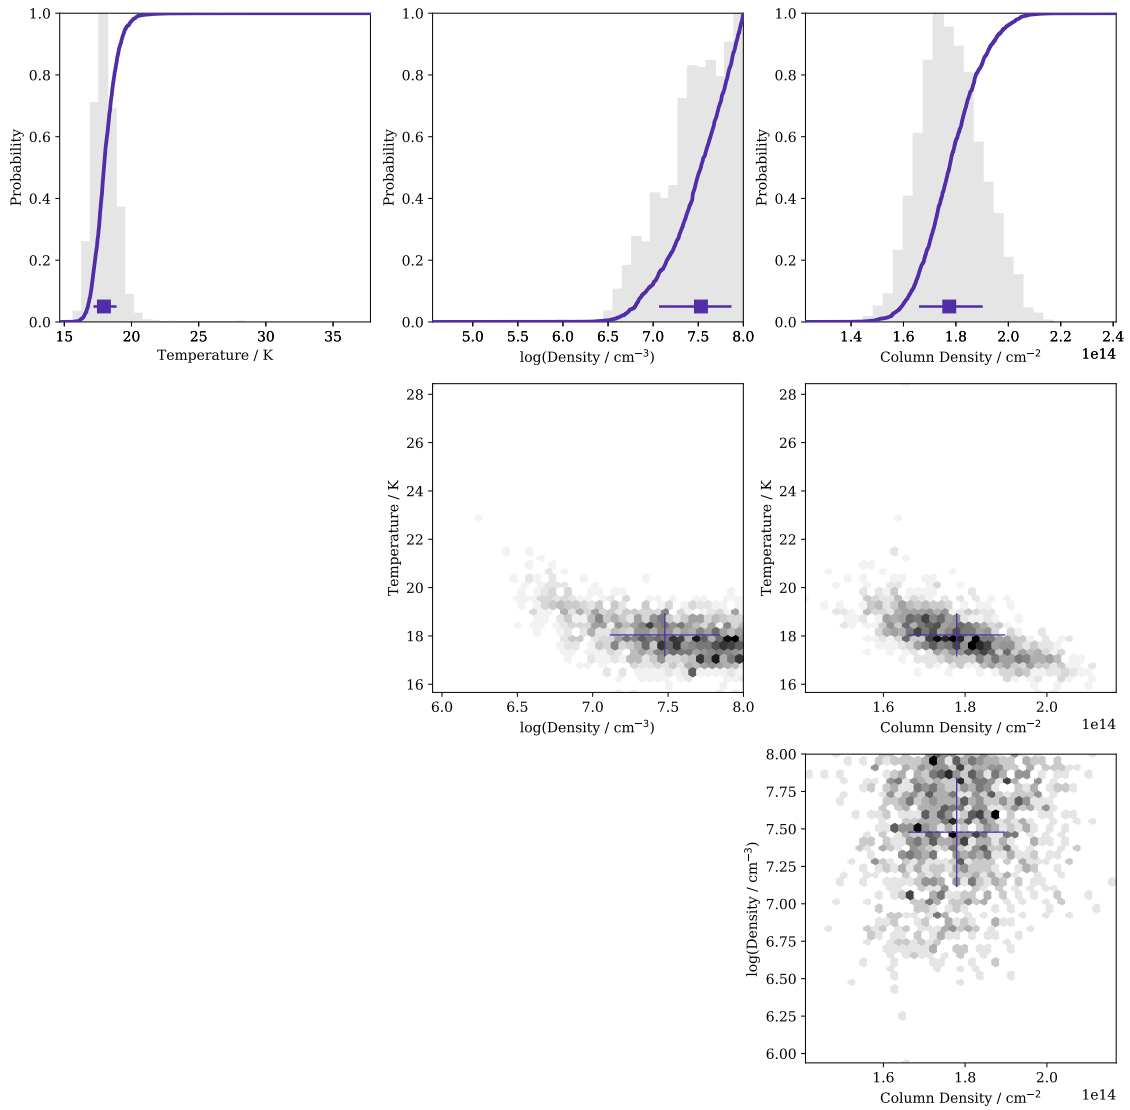 1.0
0.8
0.6
0.4
0.2
0.0
Probability
15 20 25 30 35
Temperature / K
1.0
0.8
0.6
0.4
0.2
0.0
Probability
5.0 5.5 6.0 6.5 7.0 7.5 8.0
log(Density / cm⁻³)
1.0
0.8
0.6
0.4
0.2
0.0
Probability
1.4 1.6 1.8 2.0 2.2 2.4
1e14
Column Density / cm⁻²
28
26
24
22
20
18
16
Temperature / K
6.0 6.5 7.0 7.5 8.0
log(Density / cm⁻³)
28
26
24
22
20
18
16
Temperature / K
1.6 1.8 2.0
1e14
Column Density / cm⁻²
8.00
7.75
7.50
7.25
7.00
6.75
6.50
6.25
6.00
log(Density / cm⁻³)
1.6 1.8 2.0
1e14
Column Density / cm⁻²